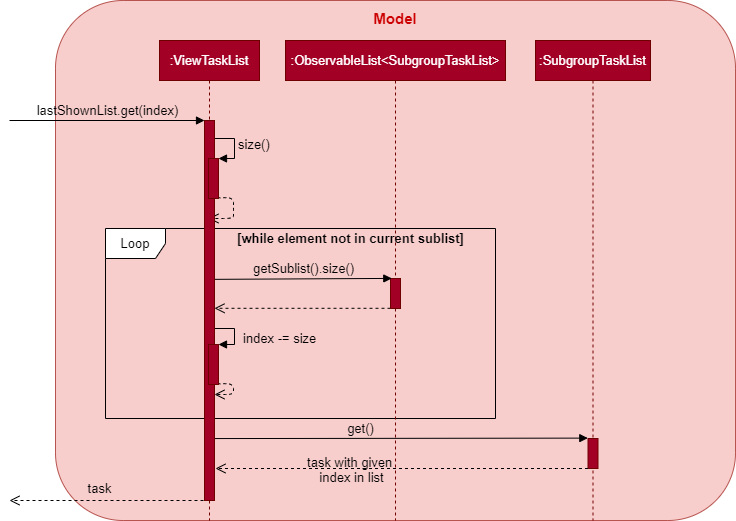 Model
:ViewTaskList
:ObservableList<SubgroupTaskList>
:SubgroupTaskList
lastShownList.get(index)
size()
Loop
[while element not in current sublist]
getSublist().size()
index -= size
get()
task with given
index in list
task